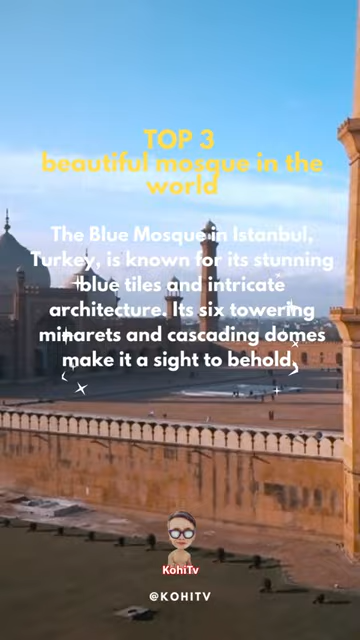 TOP 3
beautiful mosque in the
world
The Blue Mosque in Istanbul,
Turkey, is known for its stunning
blue tiles and intricate
architecture. Its six towering
minarets and cascading domes
make it a sight to behold.
KohiTv
@KOHITV